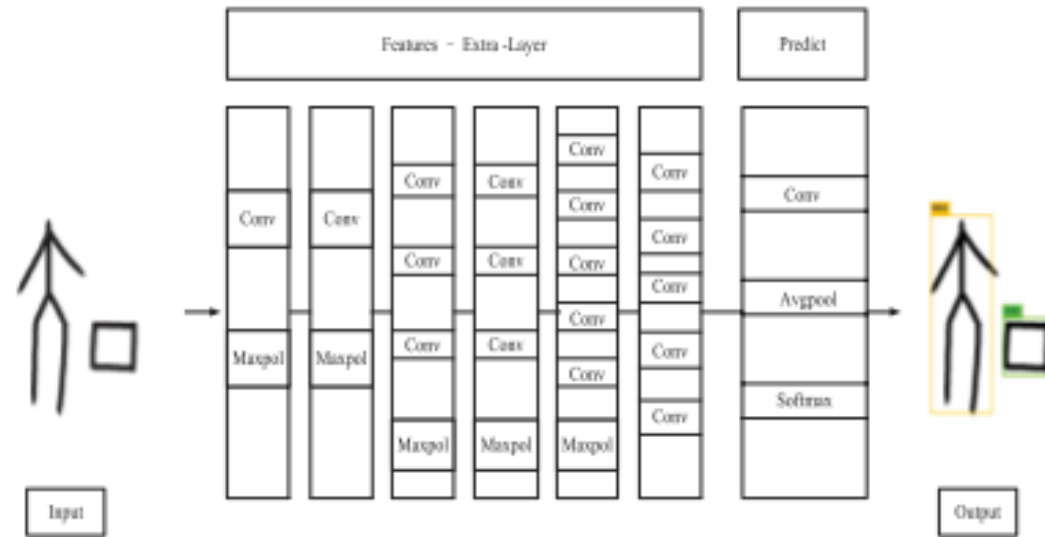 Features - Extra-Layer
Predict
Conv
Maxpol
Conv
Maxpol
Conv
Conv
Conv
Maxpol
Conv
Conv
Conv
Maxpol
Conv
Conv
Conv
Conv
Conv
Maxpol
Conv
Conv
Conv
Conv
Conv
Conv
Avgpool
Softmax
Input
Output